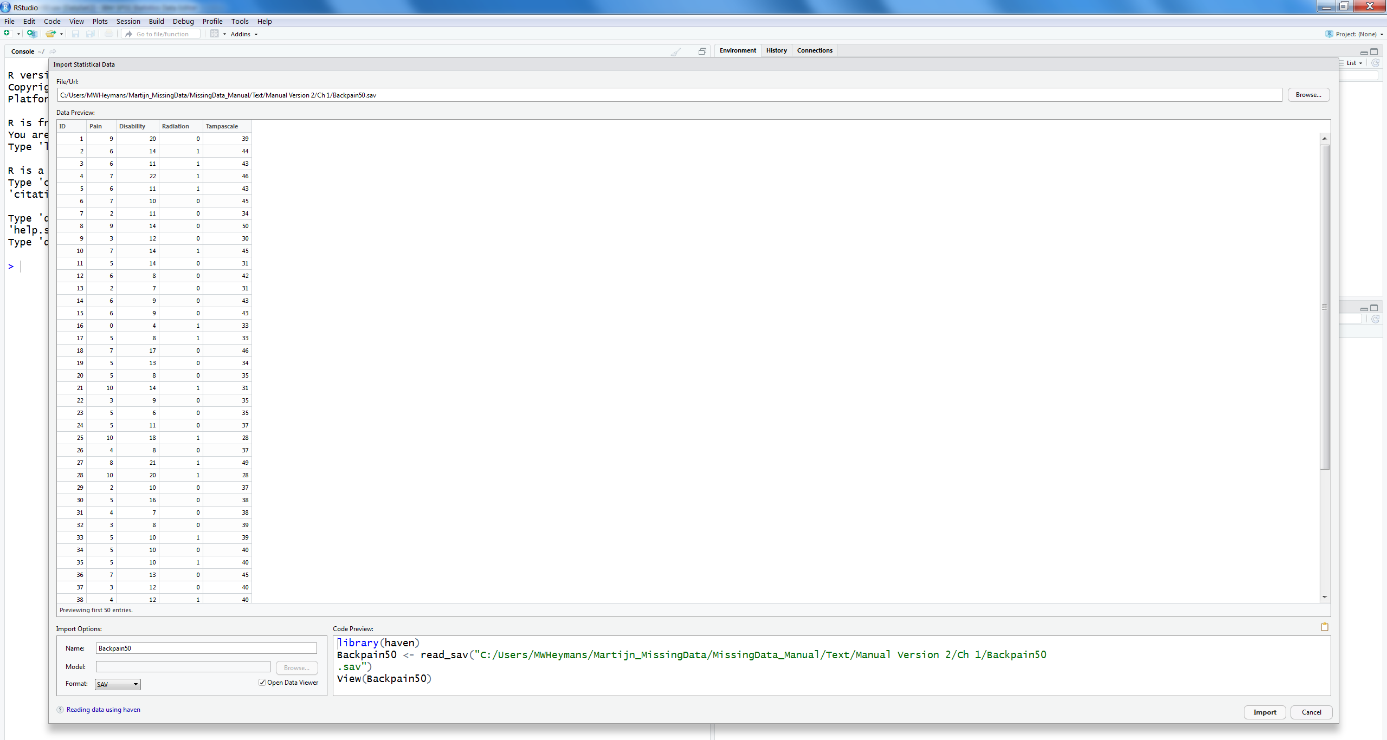 RStudio
File Edit Code View Plots Session Build Debug Profile Tools Help
Go to file/function Addins Project: (None)
Console ~/
Environment History Connections
List
R versi
Copyrig
Platfor
R is fr
You are
Type 'l
R is a
Type 'c
'citati
Type 'd
'help.s
Type 'q
>
Import Statistical Data
File/Url:
C:/Users/MWHeymans/Martijn_MissingData/MissingData_Manual/Text/Manual Version 2/Ch 1/Backpain50.sav
Browse...
Data Preview:
ID Pain Disability Radiation Tampascale
1 9 20 0 39
2 6 14 1 44
3 6 11 1 43
4 7 22 1 46
5 6 11 1 43
6 7 10 0 45
7 2 11 0 34
8 9 14 0 50
9 3 12 0 30
10 7 14 1 45
11 5 14 0 31
12 6 8 0 42
13 2 7 0 31
14 6 9 0 43
15 6 9 0 43
16 0 4 1 33
17 5 8 1 33
18 7 17 0 46
19 5 13 0 34
20 5 8 0 35
21 10 14 1 31
22 3 9 0 35
23 5 6 0 35
24 5 11 0 37
25 10 18 1 28
26 4 8 0 37
27 8 21 1 49
28 10 20 1 28
29 2 10 0 37
30 5 16 0 38
31 4 7 0 38
32 3 8 0 39
33 5 10 1 39
34 5 10 0 40
35 5 10 1 40
36 7 13 0 45
37 3 12 0 40
38 4 12 1 40
Previewing first 50 entries.
Import Options:
Name: Backpain50
Model: Browse...
Format: SAV Open Data Viewer
Code Preview:
library(haven)
Backpain50 <- read_sav("C:/Users/MWHeymans/Martijn_MissingData/MissingData_Manual/Text/Manual Version 2/Ch 1/Backpain50
.sav")
View(Backpain50)
? Reading data using haven
Import Cancel